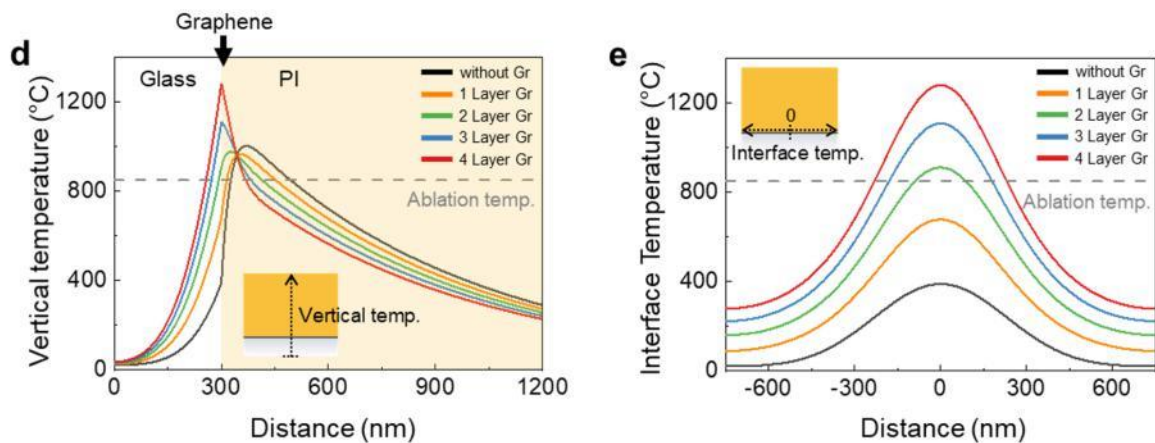 Graphene
d
Glass
PI
without Gr
1 Layer Gr
2 Layer Gr
3 Layer Gr
4 Layer Gr
Ablation temp.
Vertical temp.
Vertical temperature (°C)
1200
800
400
0
0
300
600
900
1200
Distance (nm)
e
0
Interface temp.
without Gr
1 Layer Gr
2 Layer Gr
3 Layer Gr
4 Layer Gr
Ablation temp.
Interface Temperature (°C)
1200
800
400
0
-600
-300
0
300
600
Distance (nm)